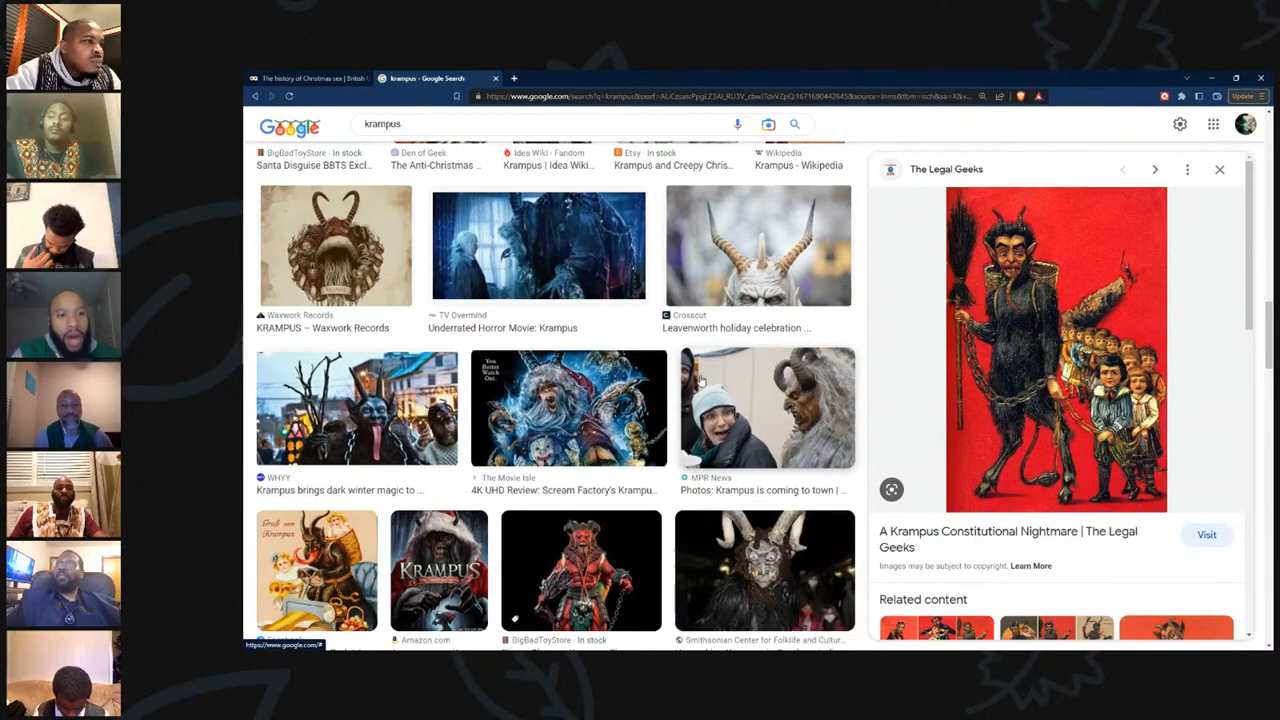 The history of Christmas sex | British
krampus - Google Search
Update
Google
krampus
BigBadToyStore · In stock
Santa Disguise BBTS Excl...
Den of Geek
The Anti-Christmas ...
Idea Wiki - Fandom
Krampus | Idea Wiki...
Etsy · In stock
Krampus and Creepy Chris...
Wikipedia
Krampus - Wikipedia
The Legal Geeks
Waxwork Records
KRAMPUS – Waxwork Records
TV Overmind
Underrated Horror Movie: Krampus
Crosscut
Leavenworth holiday celebration ...
You Better
Watch Out.
WHYY
Krampus brings dark winter magic to ...
The Movie Isle
4K UHD Review: Scream Factory's Krampu...
MPR News
Photos: Krampus is coming to town | ...
A Krampus Constitutional Nightmare | The Legal
Geeks
Visit
Images may be subject to copyright. Learn More
Related content
Gruß vom
Krampus
KRAMPUS
Amazon.com
BigBadToyStore · In stock
Smithsonian Center for Folklife and Cultur...
https://www.google.com/#